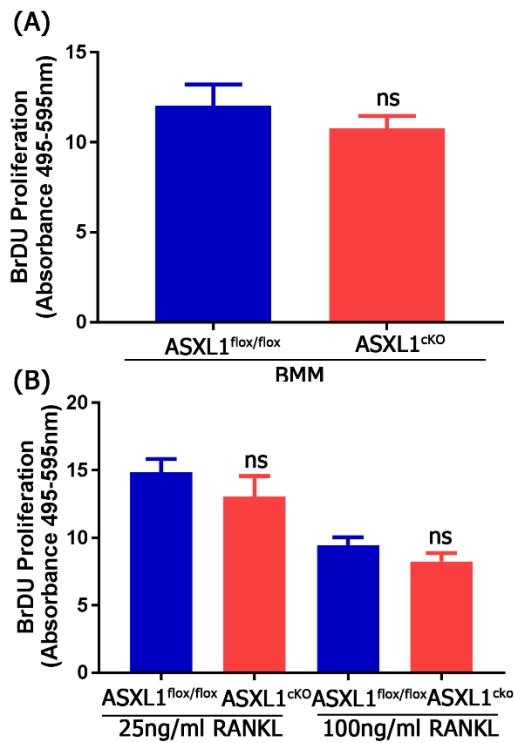 (A)
BrDU Proliferation
(Absorbance 495-595nm)
15
10
5
0
ns
ASXL1flox/flox ASXL1cKO
BMM
(B)
BrDU Proliferation
(Absorbance 495-595nm)
20
15
10
5
0
ns
ns
ASXL1flox/flox ASXL1cKO ASXL1flox/flox ASXL1cko
25ng/ml RANKL 100ng/ml RANKL